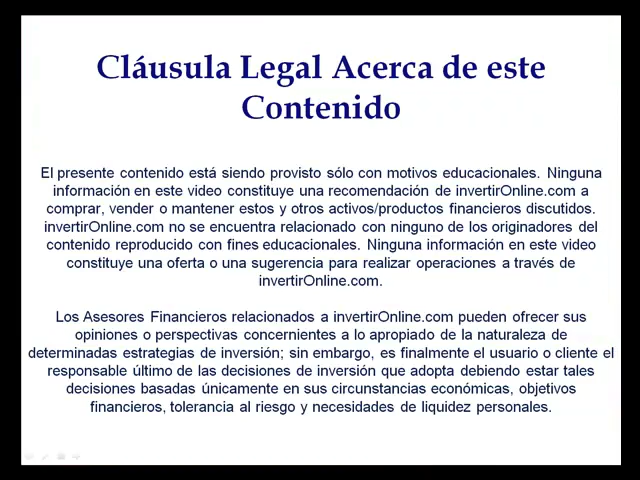 Cláusula Legal Acerca de este
Contenido
El presente contenido está siendo provisto sólo con motivos educacionales. Ninguna
información en este video constituye una recomendación de invertirOnline.com a
comprar, vender o mantener estos y otros activos/productos financieros discutidos.
invertirOnline.com no se encuentra relacionado con ninguno de los originadores del
contenido reproducido con fines educacionales. Ninguna información en este video
constituye una oferta o una sugerencia para realizar operaciones a través de
invertirOnline.com.
Los Asesores Financieros relacionados a invertirOnline.com pueden ofrecer sus
opiniones o perspectivas concernientes a lo apropiado de la naturaleza de
determinadas estrategias de inversión; sin embargo, es finalmente el usuario o cliente el
responsable último de las decisiones de inversión que adopta debiendo estar tales
decisiones basadas únicamente en sus circunstancias económicas, objetivos
financieros, tolerancia al riesgo y necesidades de liquidez personales.